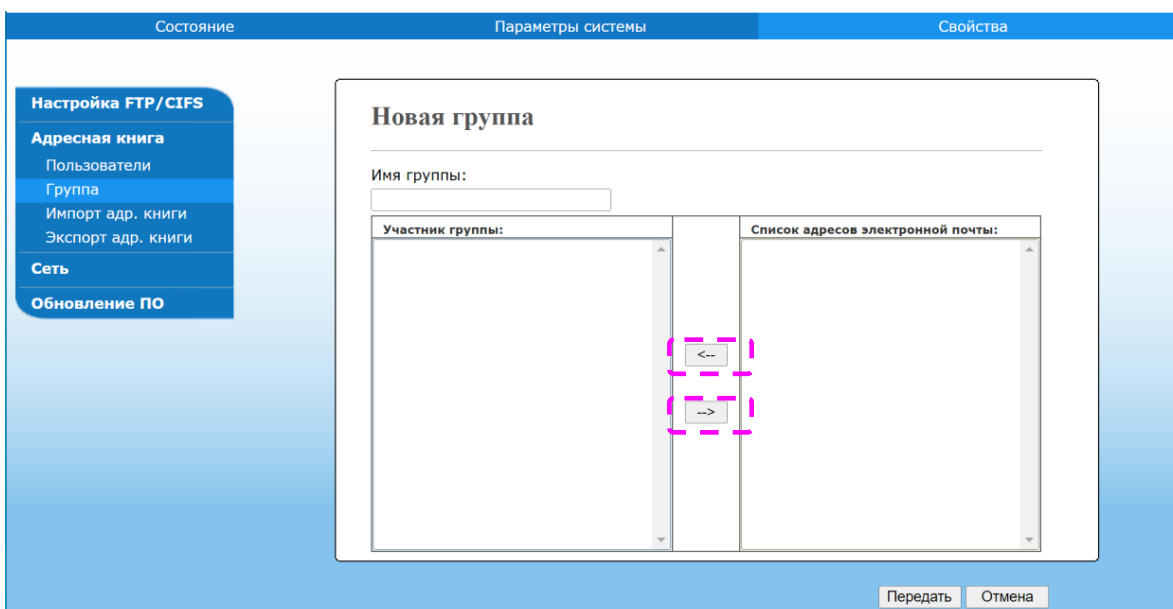 Состояние Параметры системы Свойства
Настройка FTP/CIFS
Адресная книга
Пользователи
Группа
Импорт адр. книги
Экспорт адр. книги
Сеть
Обновление ПО
Новая группа
Имя группы:
Участник группы: Список адресов электронной почты:
<--
-->
Передать Отмена